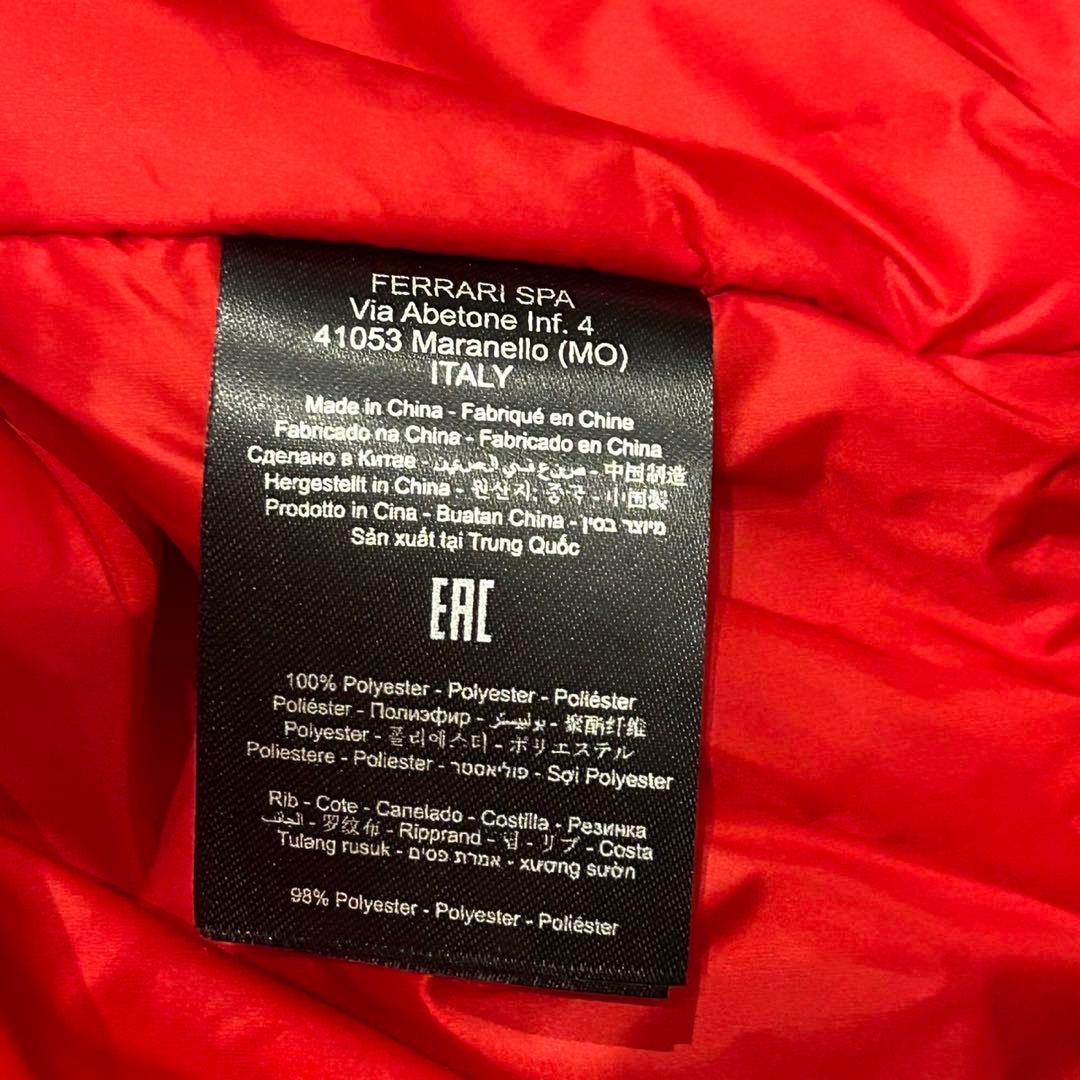 FERRARI SPA
Via Abetone Inf. 4
41053 Maranello (MO)
ITALY
Made in China - Fabriqué en Chine
Fabricado na China - Fabricado en China
Сделано в Китае - صنع في الصين - 中国制造
Hergestellt in China - 원산지: 중국 - 中国製
Prodotto in Cina - Buatan China - מיוצר בסין
Sản xuất tại Trung Quốc
EAC
100% Polyester - Polyester - Poliéster
Poliéster - Полиэфир - بوليستر - 聚酯纤维
Polyester - 폴리에스터 - ポリエステル
Poliestere - Poliester - פוליאסטר - Sợi Polyester
Rib - Cote - Canelado - Costilla - Резинка
الجانب - 罗纹布 - Ripprand - 립 - リブ - Costa
Tulang rusuk - אמרת פסים - xương sườn
98% Polyester - Polyester - Poliéster